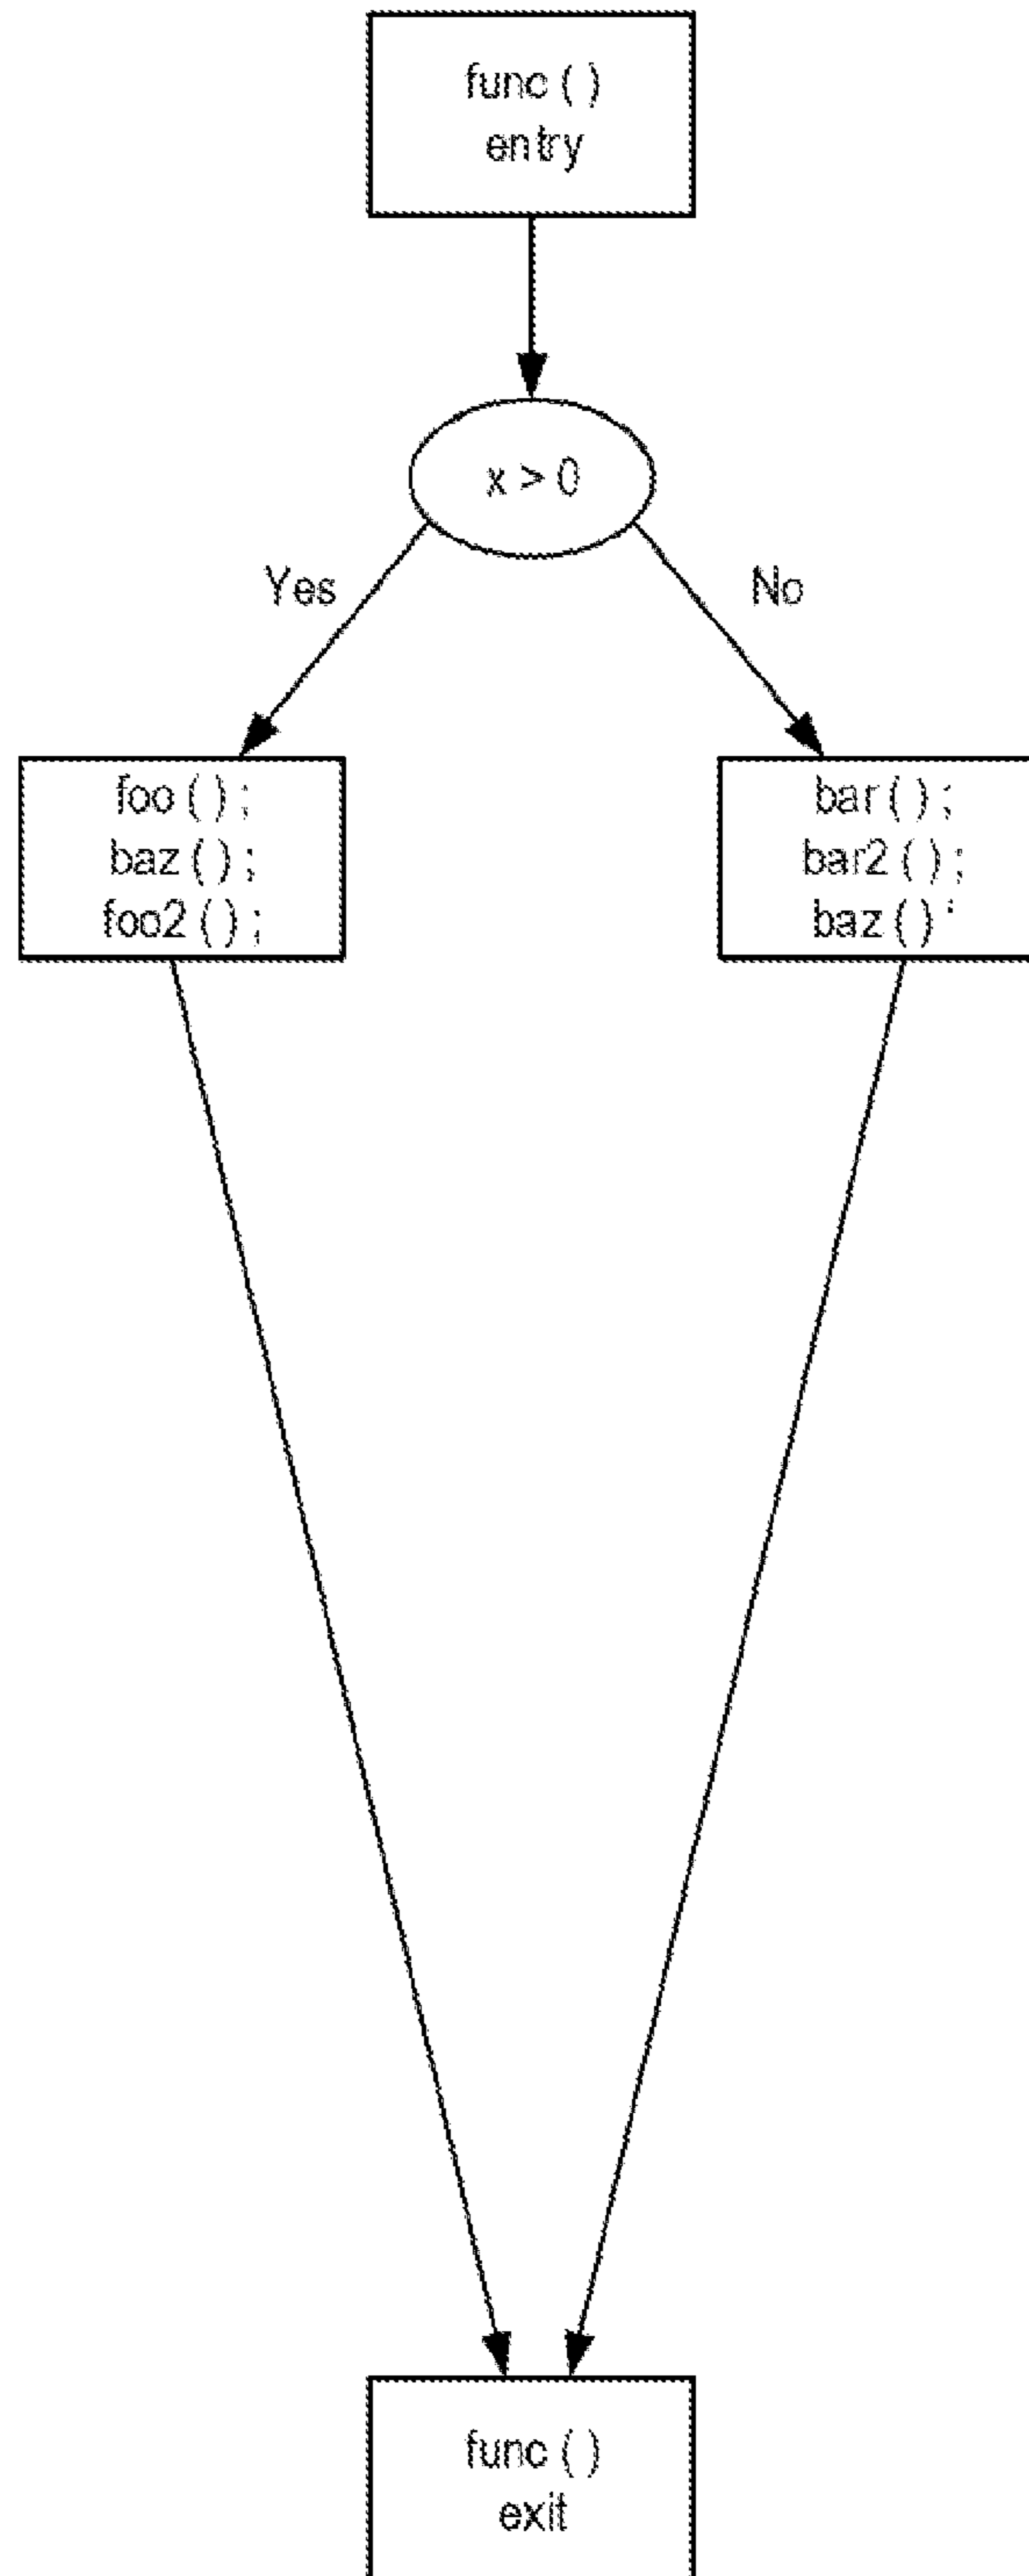 func ( )
entry
x > 0
Yes
No
foo ( ) ;
baz ( ) ;
foo2 ( ) ;
bar ( ) ;
bar2 ( ) ;
baz ( ) ;
func ( )
exit